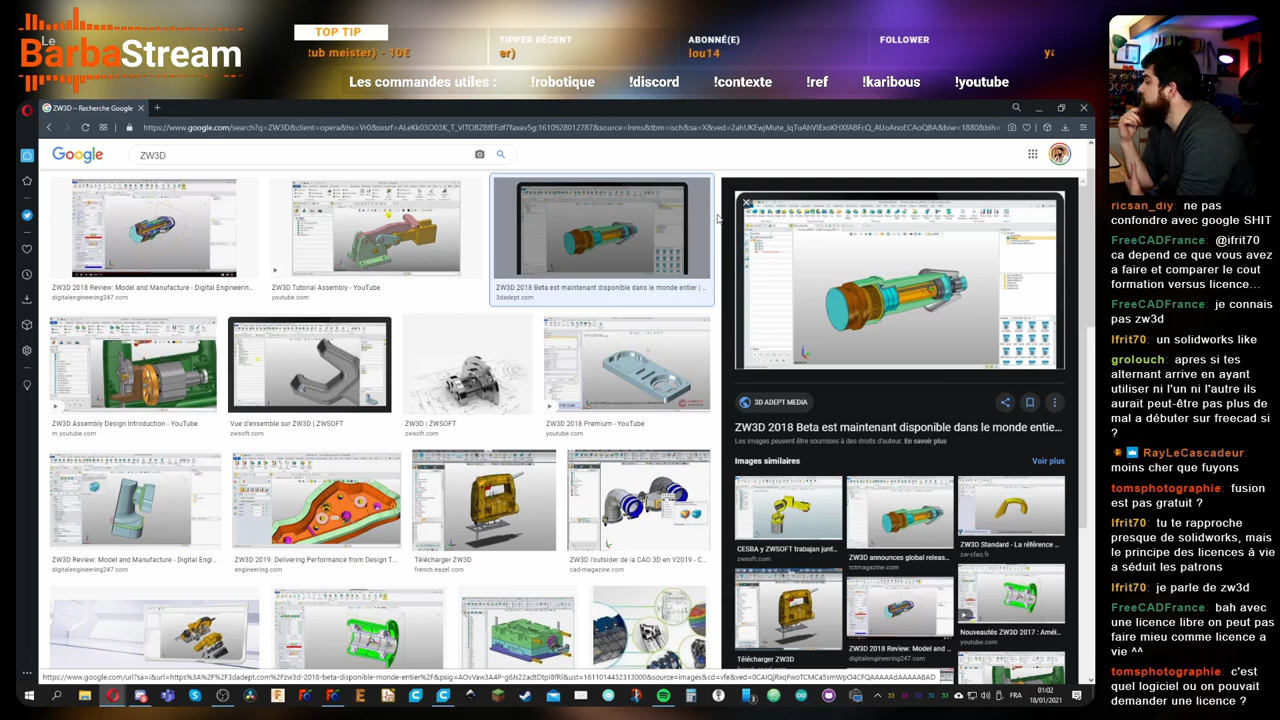 Le
BarbaStream
TOP TIP
:ub meister) - 10€
TIPPER RÉCENT
er)
ABONNÉ(E)
lou14
FOLLOWER
Les commandes utiles : !robotique !discord !contexte !ref !karibous !youtube
ZW3D – Recherche Google
Google
ZW3D
ZW3D 2018 Review: Model and Manufacture - Digital Engineerin...
digitalengineering247.com
ZW3D Tutorial Assembly - YouTube
youtube.com
ZW3D 2018 Beta est maintenant disponible dans le monde entier | ...
3dadept.com
ZW3D Assembly Design Introduction - YouTube
m.youtube.com
Vue d'ensemble sur ZW3D | ZWSOFT
zwsoft.com
ZW3D | ZWSOFT
zwsoft.com
ZW3D 2018 Premium - YouTube
youtube.com
ZW3D Review: Model and Manufacture - Digital Engi...
digitalengineering247.com
ZW3D 2019: Delivering Performance from Design T...
engineering.com
Télécharger ZW3D
french.eazel.com
ZW3D l'outsider de la CAO 3D en V2019 - C...
cad-magazine.com
3D ADEPT MEDIA
ZW3D 2018 Beta est maintenant disponible dans le monde entie...
Les images peuvent être soumises à des droits d'auteur. En savoir plus
Images similaires
Voir plus
CESBA y ZWSOFT trabajan junt...
ZW3D announces global releas...
tctmagazine.com
ZW3D Standard - La référence ...
zw-cfao.fr
Télécharger ZW3D
ZW3D 2018 Review: Model and ...
digitalengineering247.com
Nouveautés ZW3D 2017 : Amél...
youtube.com
FR
01:02
18/01/2021
ricsan_diy: ne pas
confondre avec google SHIT
FreeCADFrance: @ifrit70
ca depend ce que vous avez
a faire et comparer le cout
formation versus licence...
FreeCADFrance: je connais
pas zw3d
Ifrit70: un solidworks like
grolouch: apres si tes
alternant arrive en ayant
utiliser ni l'un ni l'autre ils
aurait peut-être pas plus de
mal a débuter sur freecad si
?
RayLeCascadeur:
moins cher que fuyons
tomsphotographie: fusion
est pas gratuit ?
Ifrit70: tu te rapproche
presque de solidworks, mais
le principe des licences à vie
a séduit les patrons
Ifrit70: je parle de zw3d
FreeCADFrance: bah avec
une licence libre on peut pas
faire mieu comme licence a
vie ^^
tomsphotographie: c'est
quel logiciel ou on pouvait
demander une licence ?